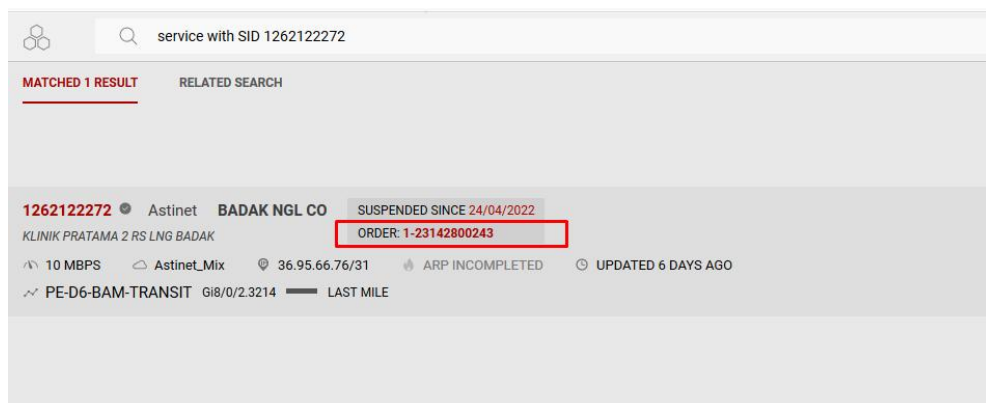 service with SID 1262122272
MATCHED 1 RESULT RELATED SEARCH
1262122272 Astinet BADAK NGL CO SUSPENDED SINCE 24/04/2022
KLINIK PRATAMA 2 RS LNG BADAK ORDER: 1-23142800243
10 MBPS Astinet_Mix 36.95.66.76/31 ARP INCOMPLETED UPDATED 6 DAYS AGO
PE-D6-BAM-TRANSIT Gi8/0/2.3214 LAST MILE